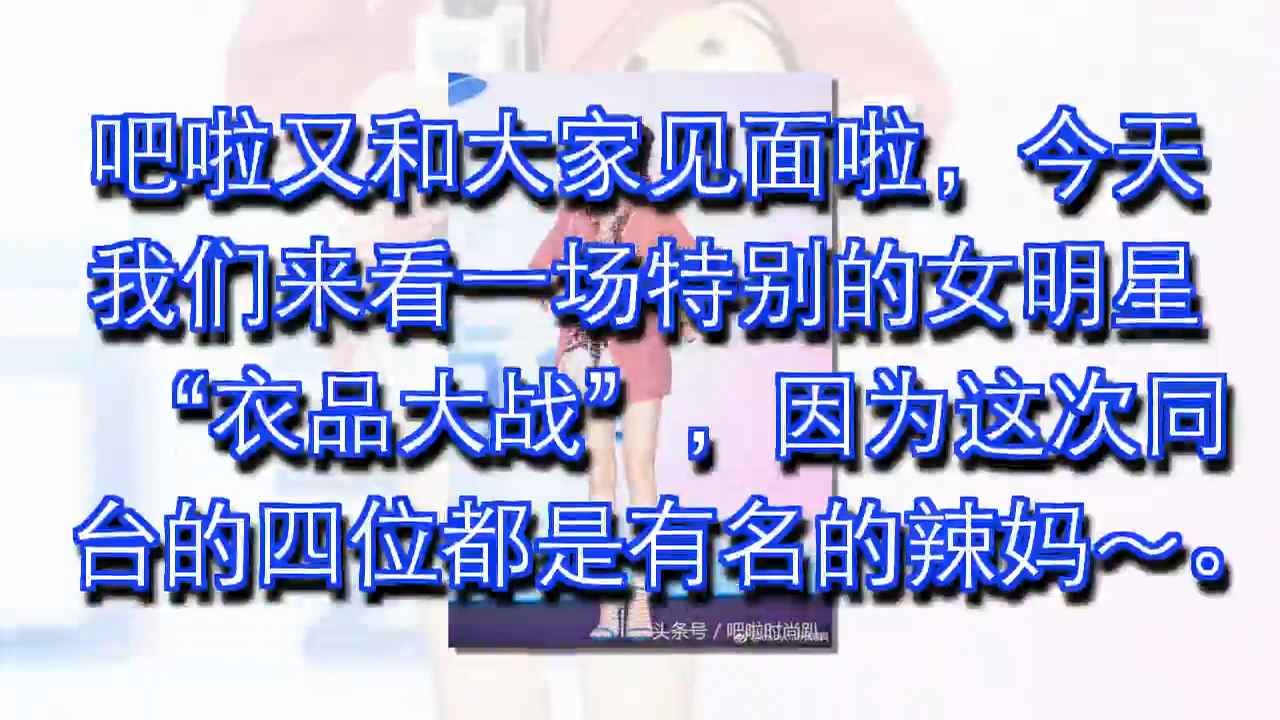 吧啦又和大家见面啦，今天
我们来看一场特别的女明星
“衣品大战”，因为这次同
台的四位都是有名的辣妈～。
头条号 / 吧啦时尚趴